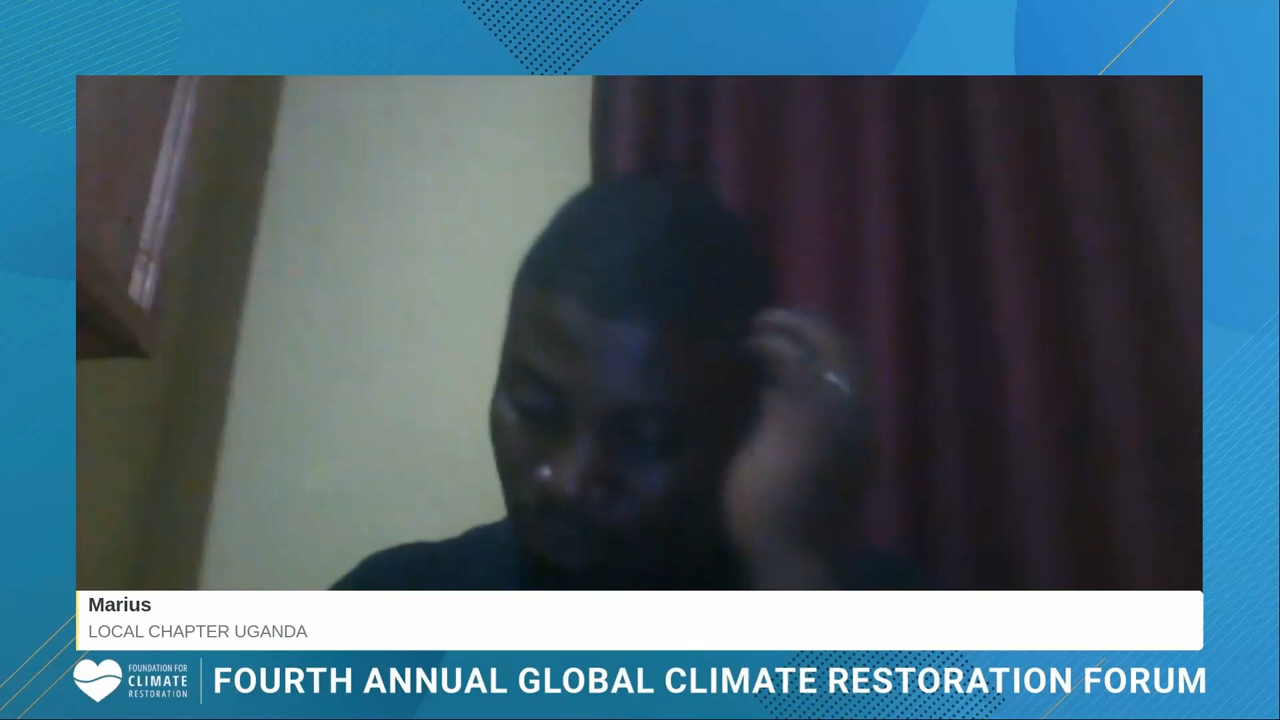 Marius
LOCAL CHAPTER UGANDA
FOUNDATION FOR
CLIMATE
RESTORATION
FOURTH ANNUAL GLOBAL CLIMATE RESTORATION FORUM